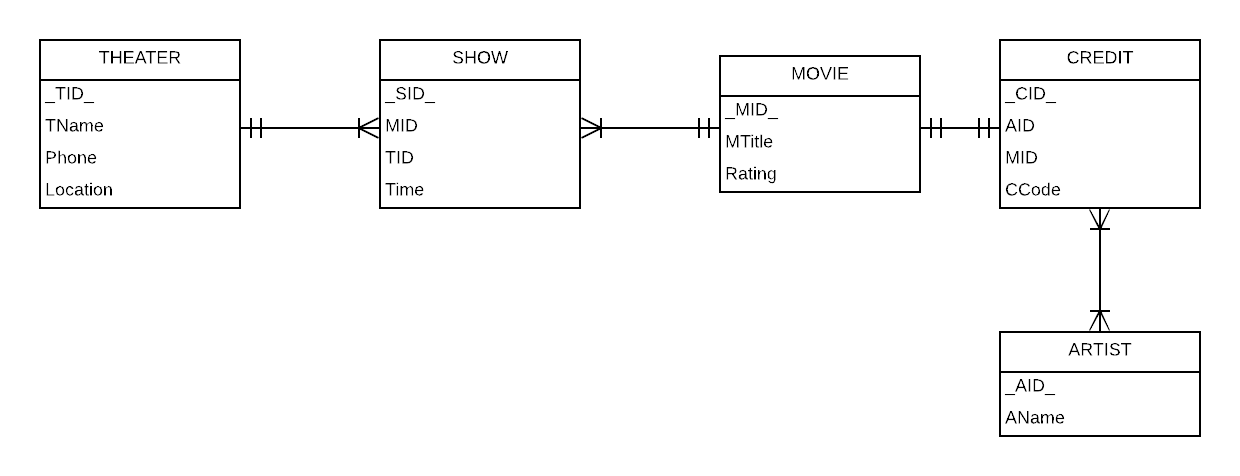 THEATER
_TID_
TName
Phone
Location
SHOW
_SID_
MID
TID
Time
MOVIE
_MID_
MTitle
Rating
CREDIT
_CID_
AID
MID
CCode
ARTIST
_AID_
AName